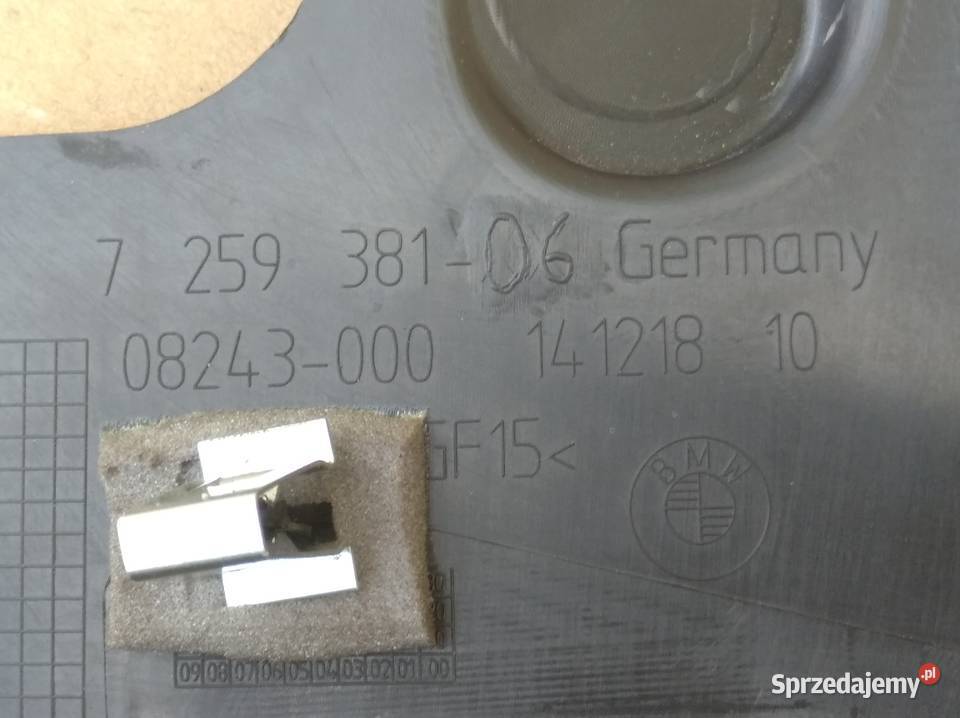 7 259 381-06 Germany
08243-000 141218 10
GF15<
BMW
09 08 07 06 05 04 03 02 01 00
Sprzedajemy.pl